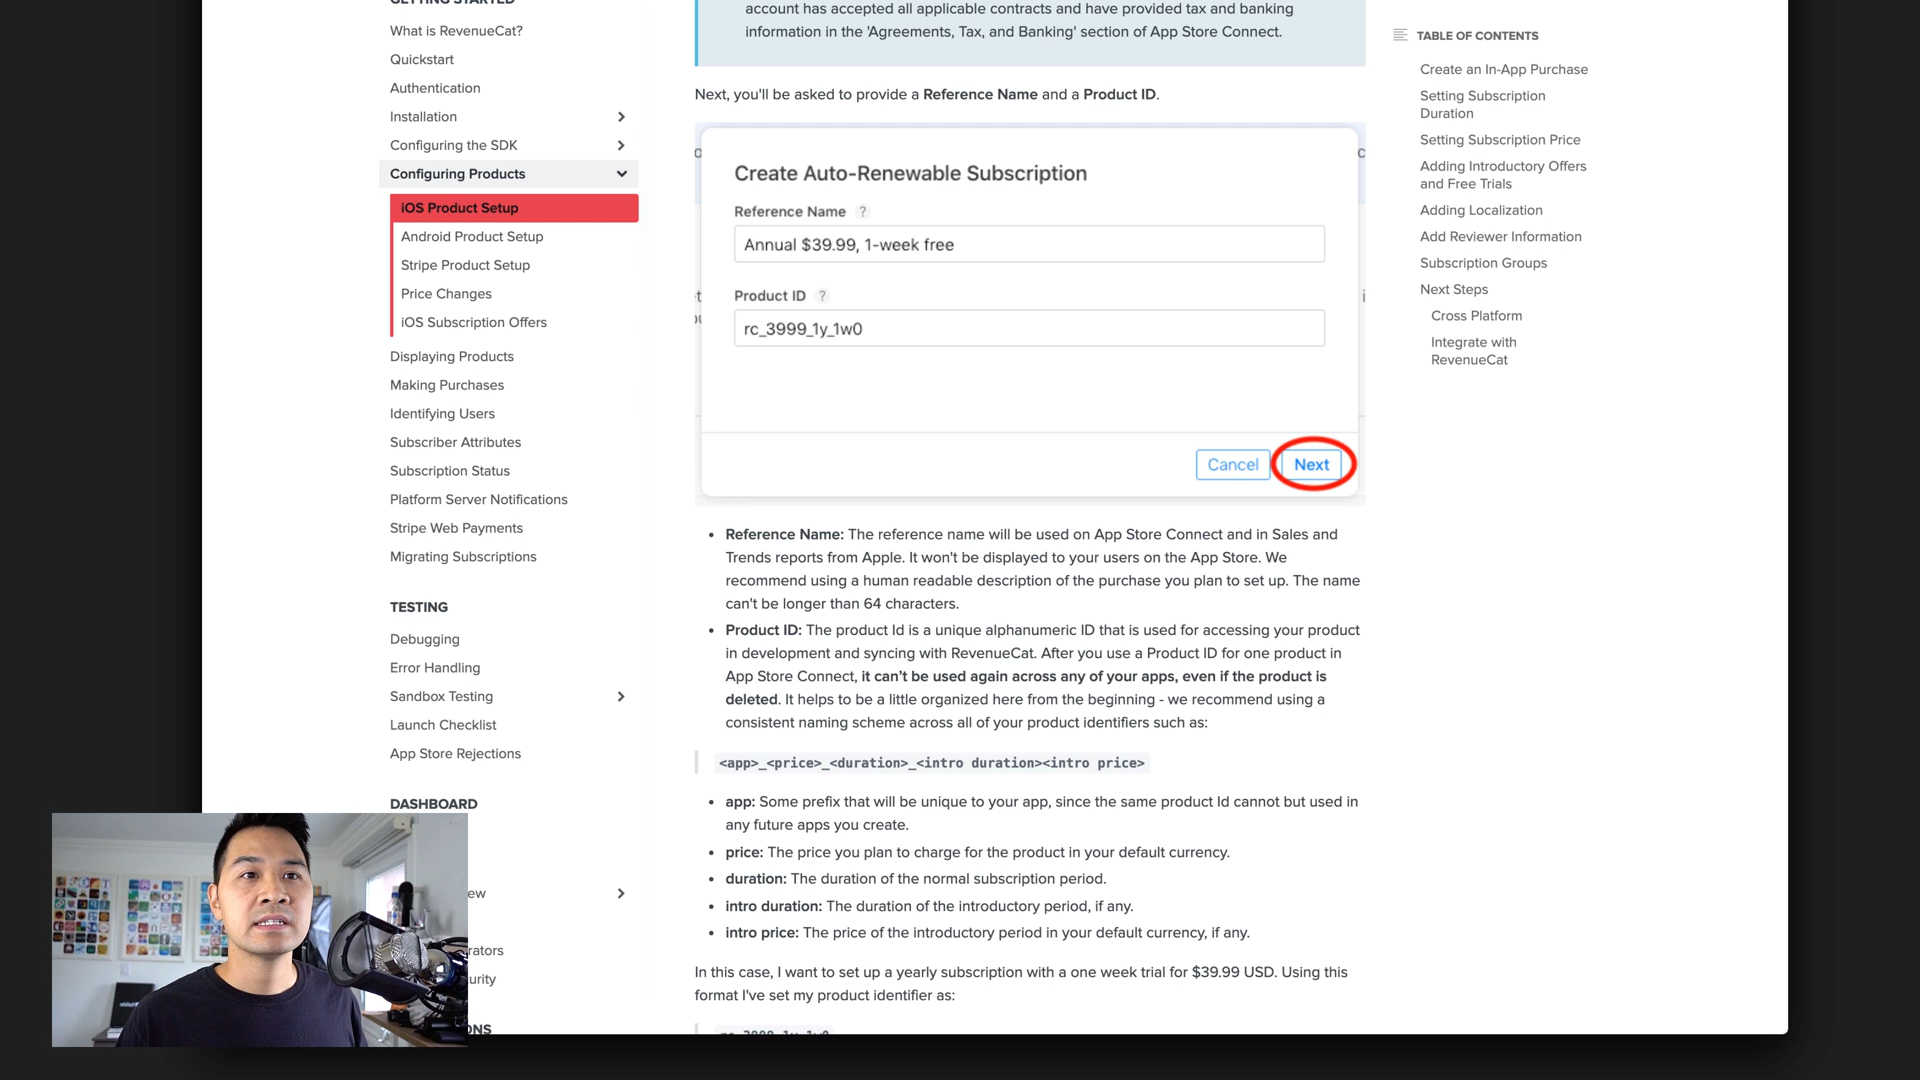 GETTING STARTED
What is RevenueCat?
Quickstart
Authentication
Installation
Configuring the SDK
Configuring Products
iOS Product Setup
Android Product Setup
Stripe Product Setup
Price Changes
iOS Subscription Offers
Displaying Products
Making Purchases
Identifying Users
Subscriber Attributes
Subscription Status
Platform Server Notifications
Stripe Web Payments
Migrating Subscriptions
TESTING
Debugging
Error Handling
Sandbox Testing
Launch Checklist
App Store Rejections
DASHBOARD
ew
rators
urity
ONS
account has accepted all applicable contracts and have provided tax and banking
information in the 'Agreements, Tax, and Banking' section of App Store Connect.
Next, you'll be asked to provide a Reference Name and a Product ID.
Create Auto-Renewable Subscription
Reference Name ?
Annual $39.99, 1-week free
Product ID ?
rc_3999_1y_1w0
Cancel Next
• Reference Name: The reference name will be used on App Store Connect and in Sales and
Trends reports from Apple. It won't be displayed to your users on the App Store. We
recommend using a human readable description of the purchase you plan to set up. The name
can't be longer than 64 characters.
• Product ID: The product Id is a unique alphanumeric ID that is used for accessing your product
in development and syncing with RevenueCat. After you use a Product ID for one product in
App Store Connect, it can't be used again across any of your apps, even if the product is
deleted. It helps to be a little organized here from the beginning - we recommend using a
consistent naming scheme across all of your product identifiers such as:
<app>_<price>_<duration>_<intro duration><intro price>
• app: Some prefix that will be unique to your app, since the same product Id cannot but used in
any future apps you create.
• price: The price you plan to charge for the product in your default currency.
• duration: The duration of the normal subscription period.
• intro duration: The duration of the introductory period, if any.
• intro price: The price of the introductory period in your default currency, if any.
In this case, I want to set up a yearly subscription with a one week trial for $39.99 USD. Using this
format I've set my product identifier as:
rc_3999_1y_1w0
TABLE OF CONTENTS
Create an In-App Purchase
Setting Subscription
Duration
Setting Subscription Price
Adding Introductory Offers
and Free Trials
Adding Localization
Add Reviewer Information
Subscription Groups
Next Steps
Cross Platform
Integrate with
RevenueCat